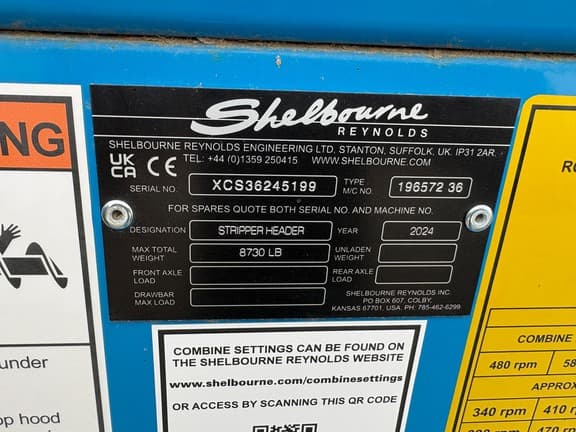 NG
Shelbourne
REYNOLDS
SHELBOURNE REYNOLDS ENGINEERING LTD, STANTON, SUFFOLK, UK. IP31 2AR.
UK CA CE TEL: +44 (0)1359 250415 WWW.SHELBOURNE.COM
SERIAL NO. XCS36245199 TYPE M/C NO. 196572 36
FOR SPARES QUOTE BOTH SERIAL NO. AND MACHINE NO.
DESIGNATION STRIPPER HEADER YEAR 2024
MAX TOTAL WEIGHT 8730 LB UNLADEN WEIGHT
FRONT AXLE LOAD REAR AXLE LOAD
DRAWBAR MAX LOAD
SHELBOURNE REYNOLDS INC.
PO BOX 607, COLBY,
KANSAS 67701, USA. PH: 785-462-6299
COMBINE SETTINGS CAN BE FOUND ON
THE SHELBOURNE REYNOLDS WEBSITE
www.shelbourne.com/combinesettings
OR ACCESS BY SCANNING THIS QR CODE
under
op hood
RO
COMBINE
480 rpm 58
APPROX
340 rpm 410 r
470 r